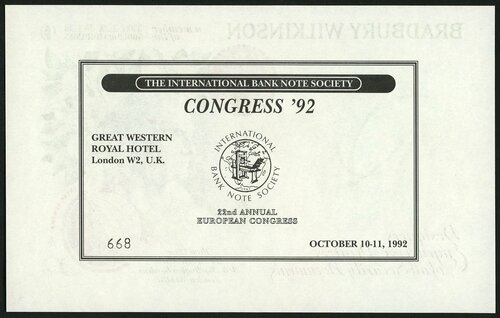 THE INTERNATIONAL BANK NOTE SOCIETY
CONGRESS '92
GREAT WESTERN
ROYAL HOTEL
London W2, U.K.
INTERNATIONAL
BANK NOTE SOCIETY
22nd ANNUAL
EUROPEAN CONGRESS
668
OCTOBER 10-11, 1992
BRADBURY WILKINSON